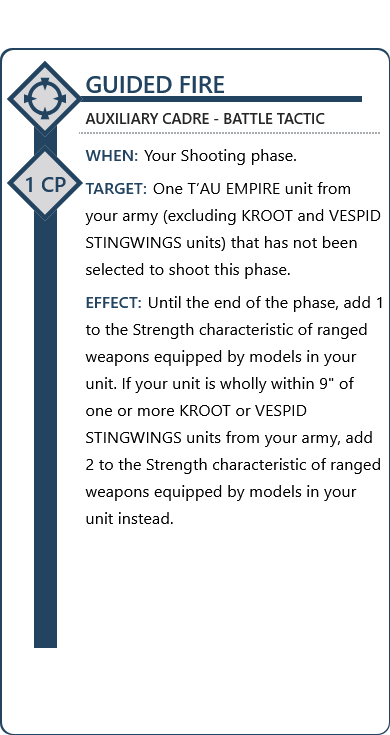 GUIDED FIRE
AUXILIARY CADRE - BATTLE TACTIC
WHEN: Your Shooting phase.
1 CP
TARGET: One T'AU EMPIRE unit from
your army (excluding KROOT and VESPID
STINGWINGS units) that has not been
selected to shoot this phase.
EFFECT: Until the end of the phase, add 1
to the Strength characteristic of ranged
weapons equipped by models in your
unit. If your unit is wholly within 9" of
one or more KROOT or VESPID
STINGWINGS units from your army, add
2 to the Strength characteristic of ranged
weapons equipped by models in your
unit instead.